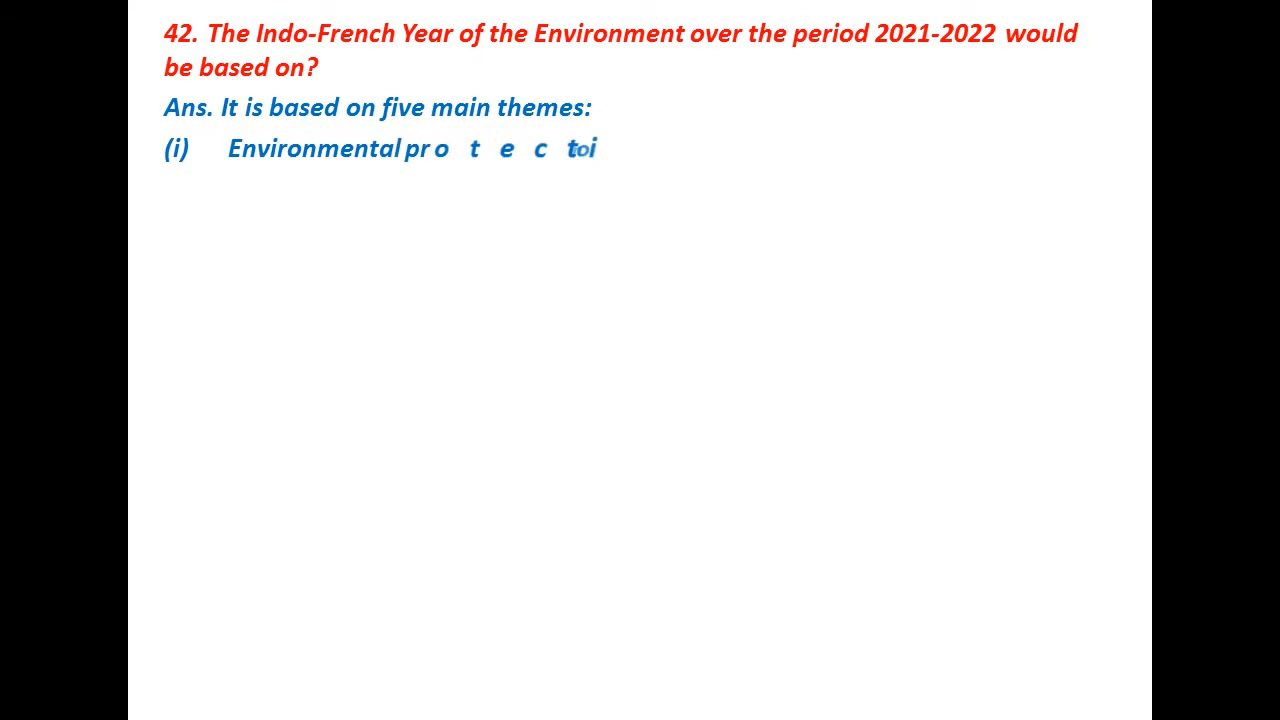 42. The Indo-French Year of the Environment over the period 2021-2022 would
be based on?
Ans. It is based on five main themes:
(i) Environmental